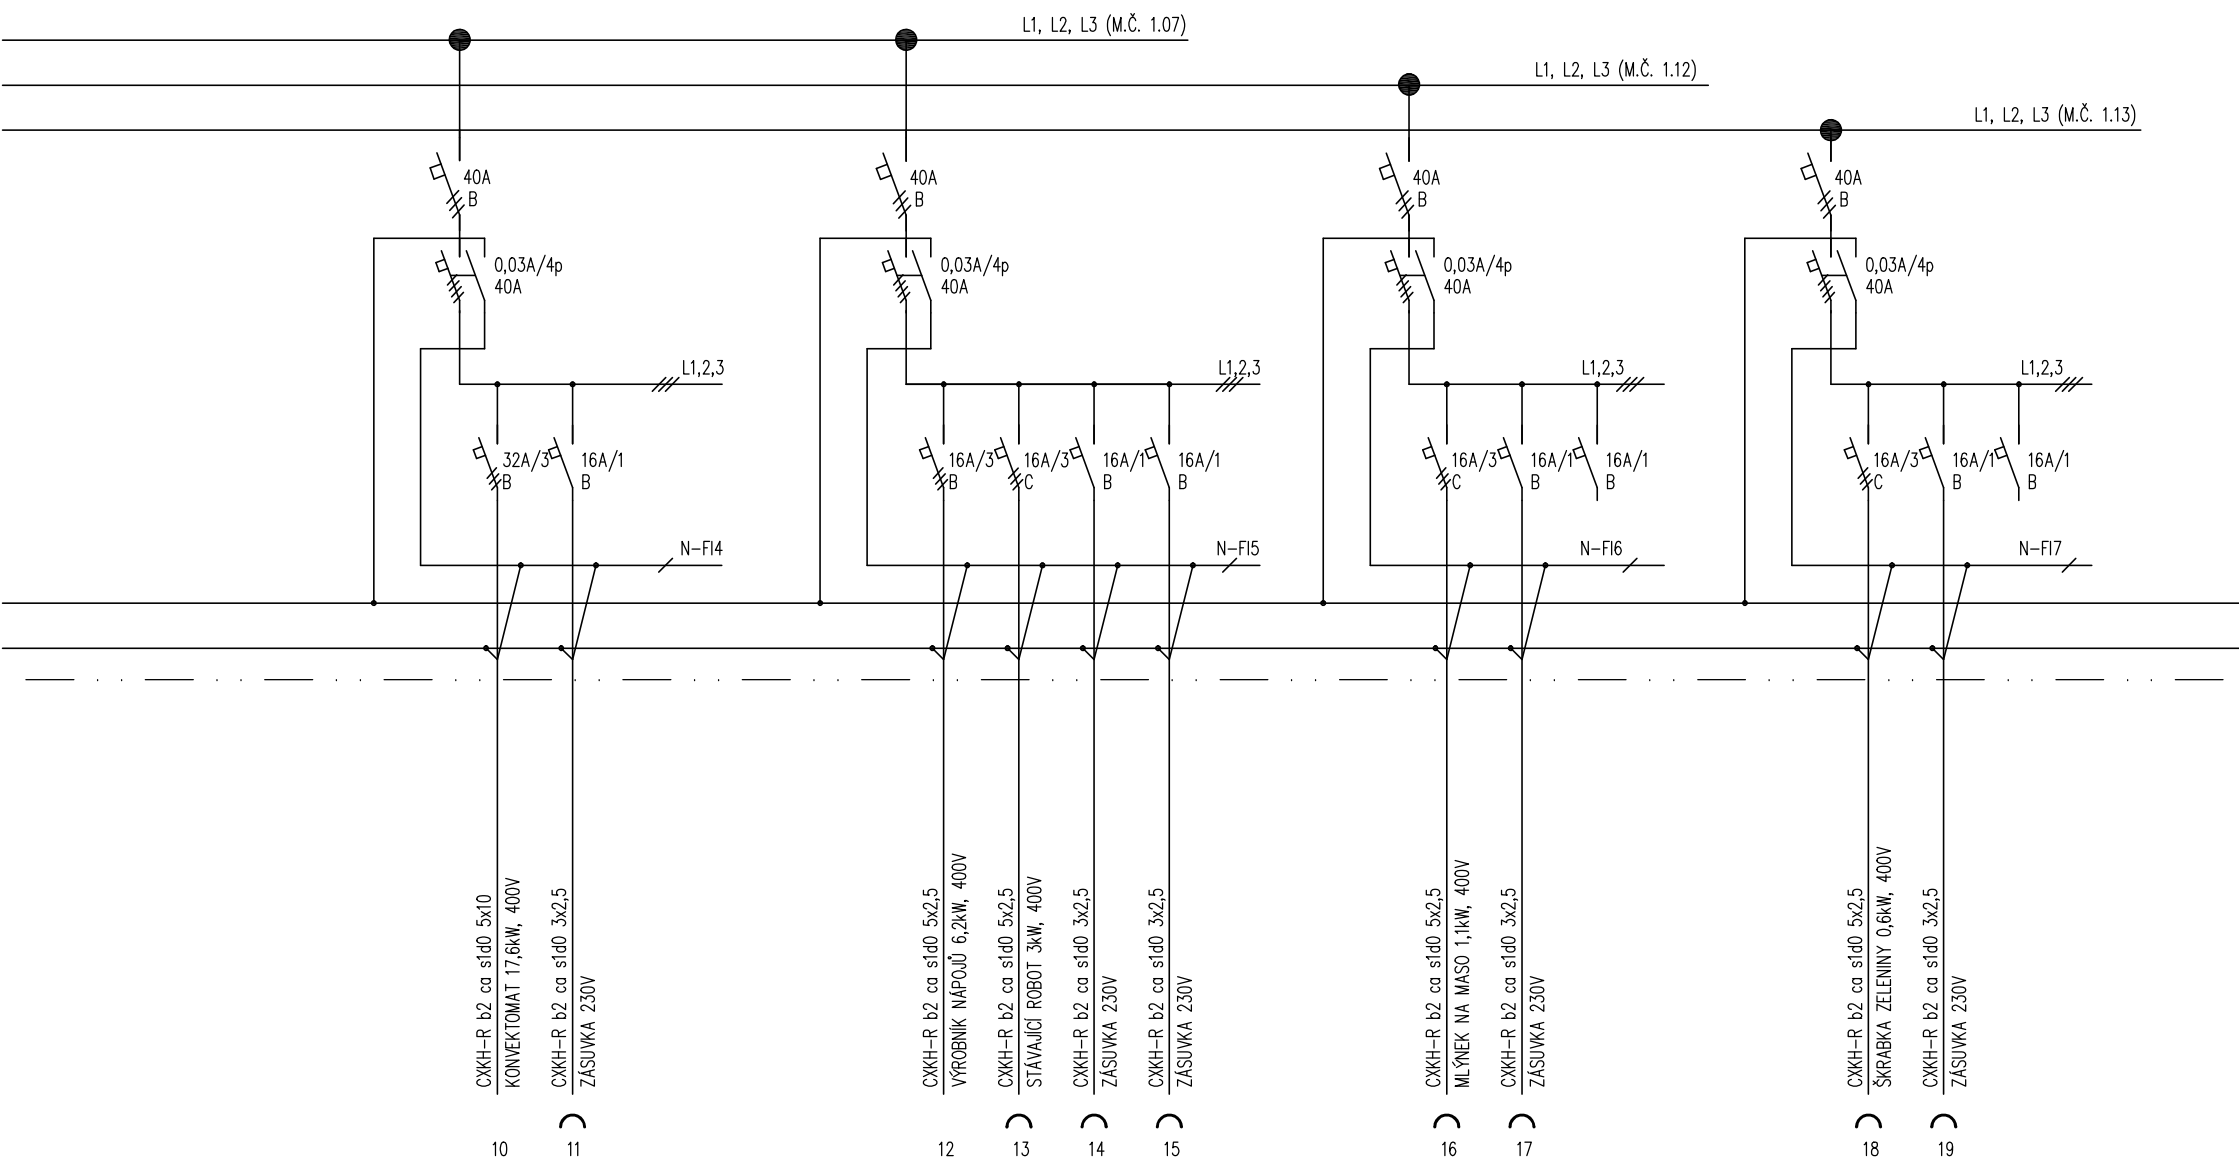 L1, L2, L3 (M.Č. 1.07)
L1, L2, L3 (M.Č. 1.12)
L1, L2, L3 (M.Č. 1.13)
40A
B
40A
B
40A
B
40A
B
0,03A/4p
40A
0,03A/4p
40A
0,03A/4p
40A
0,03A/4p
40A
L1,2,3
L1,2,3
L1,2,3
L1,2,3
32A/3
B
16A/1
B
16A/3
B
16A/3
C
16A/1
B
16A/1
B
16A/3
C
16A/1
B
16A/1
B
16A/3
C
16A/1
B
16A/1
B
N-FI4
N-FI5
N-FI6
N-FI7
CXKH-R b2 ca s1d0 5x10
KONVEKTOMAT 17,6kW, 400V
CXKH-R b2 ca s1d0 3x2,5
ZÁSUVKA 230V
CXKH-R b2 ca s1d0 5x2,5
VÝROBNÍK NÁPOJŮ 6,2kW, 400V
CXKH-R b2 ca s1d0 5x2,5
STÁVAJÍCÍ ROBOT 3kW, 400V
CXKH-R b2 ca s1d0 3x2,5
ZÁSUVKA 230V
CXKH-R b2 ca s1d0 3x2,5
ZÁSUVKA 230V
CXKH-R b2 ca s1d0 5x2,5
MLÝNEK NA MASO 1,1kW, 400V
CXKH-R b2 ca s1d0 3x2,5
ZÁSUVKA 230V
CXKH-R b2 ca s1d0 5x2,5
ŠKRABKA ZELENINY 0,6kW, 400V
CXKH-R b2 ca s1d0 3x2,5
ZÁSUVKA 230V
10
11
12
13
14
15
16
17
18
19